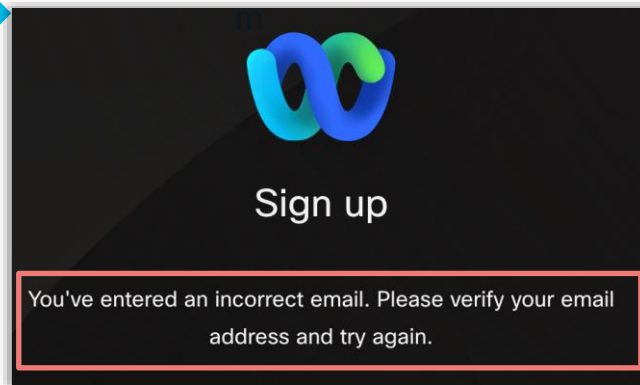 m
Sign up
You've entered an incorrect email. Please verify your email
address and try again.